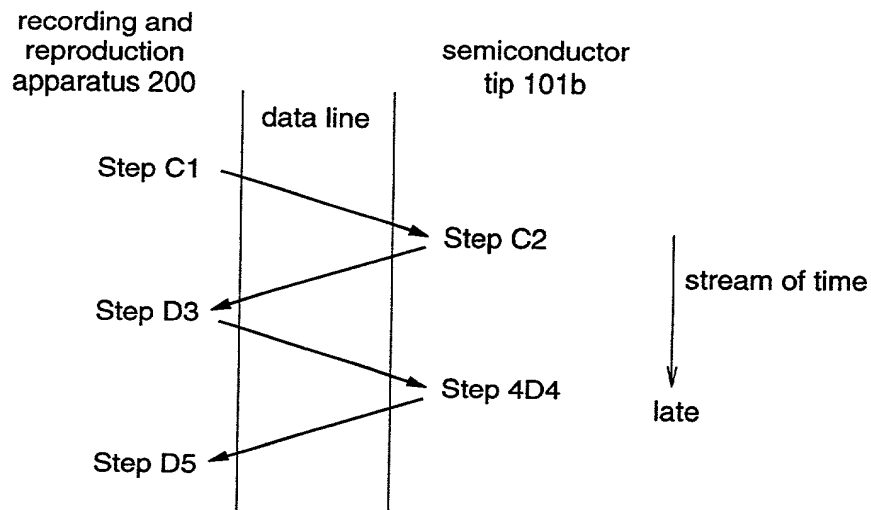 recording and
reproduction
apparatus 200
semiconductor
tip 101b
data line
Step C1
Step C2
stream of time
Step D3
Step 4D4
late
Step D5